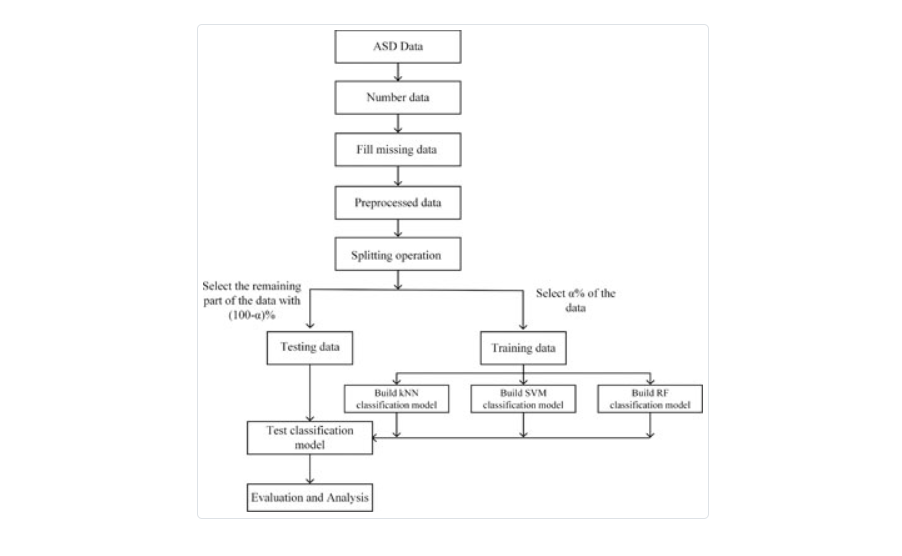 ASD Data
Number data
Fill missing data
Preprocessed data
Splitting operation
Select the remaining
part of the data with
(100-α)%
Select α% of the
data
Testing data
Training data
Build kNN
classification model
Build SVM
classification model
Build RF
classification model
Test classification
model
Evaluation and Analysis